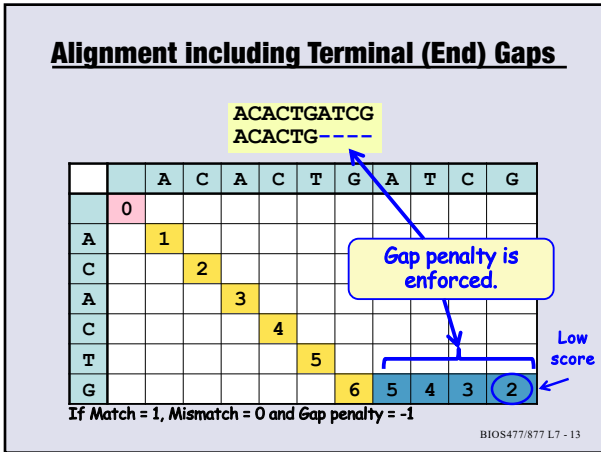 Alignment including Terminal (End) Gaps
ACACTGATCG
ACACTG----
A C A C T G A T C G
0
A 1
C 2
A 3
Gap penalty is
enforced.
C 4
T 5
Low
score
G 6 5 4 3 2
If Match = 1, Mismatch = 0 and Gap penalty = -1
BIOS477/877 L7 - 13